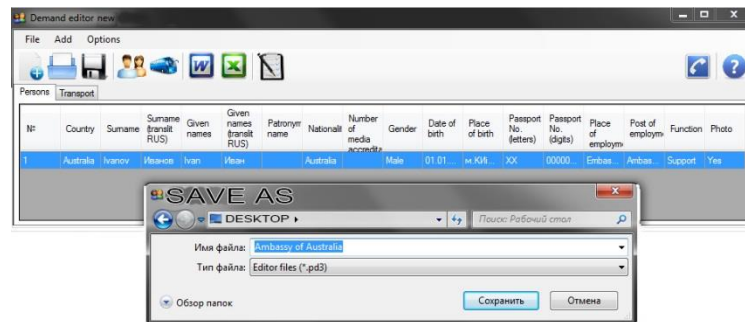 Demand editor new
File Add Options
Persons Transport
№ Country Surname Surname (translit RUS) Given names Given names (translit RUS) Patronym name Nationalit Number of media accredita Gender Date of birth Place of birth Passport No. (letters) Passport No. (digits) Place of employm Post of employm Function Photo
1 Australia Ivanov Иванов Ivan Иван Australia Male 01.01... м.КИ... XX 00000... Embas... Ambas... Support Yes
SAVE AS
DESKTOP
Поиск: Рабочий стол
Имя файла: Ambassy of Australia
Тип файла: Editor files (*.pd3)
Обзор папок
Сохранить Отмена